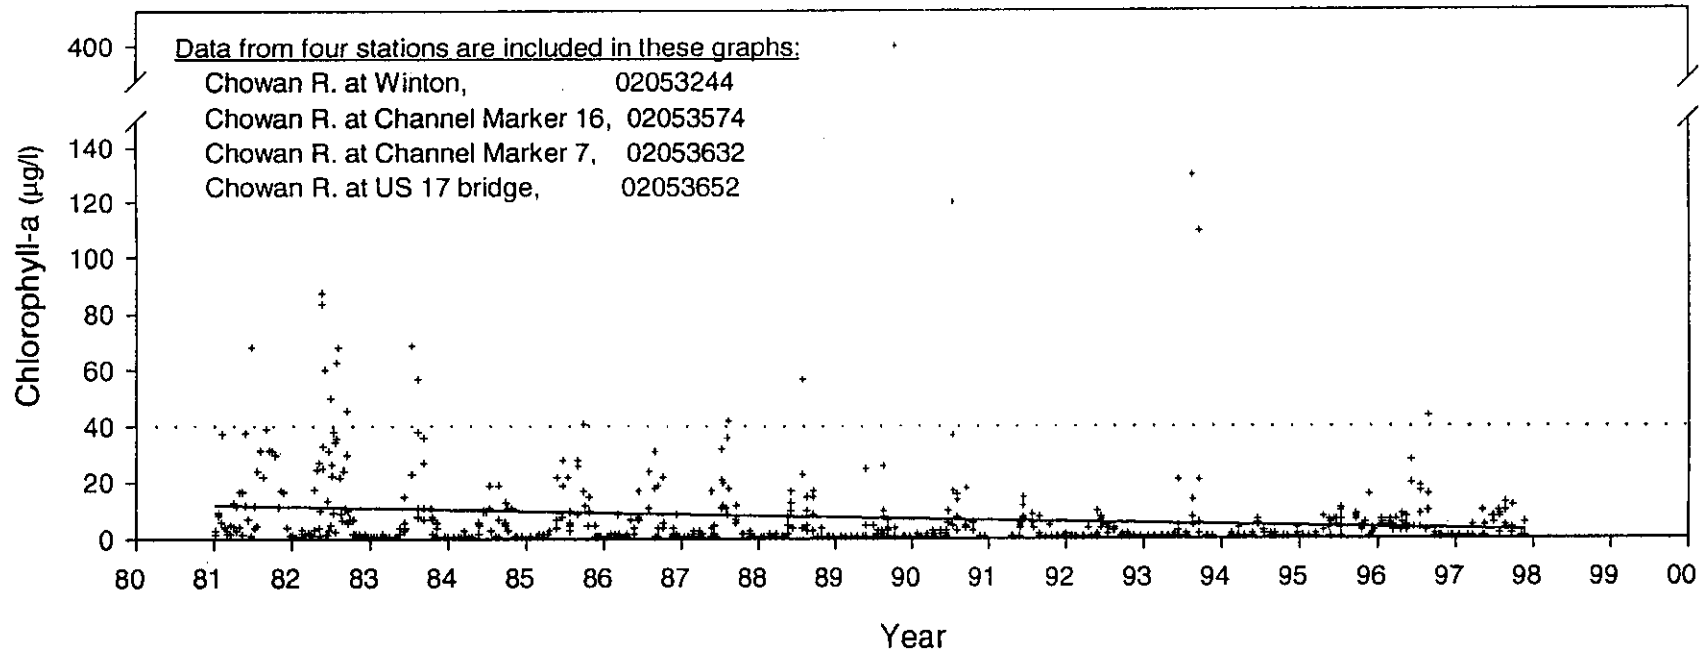 Data from four stations are included in these graphs:
Chowan R. at Winton, 02053244
Chowan R. at Channel Marker 16, 02053574
Chowan R. at Channel Marker 7, 02053632
Chowan R. at US 17 bridge, 02053652
Chlorophyll-a (µg/l)
400
140
120
100
80
60
40
20
0
80 81 82 83 84 85 86 87 88 89 90 91 92 93 94 95 96 97 98 99 00
Year